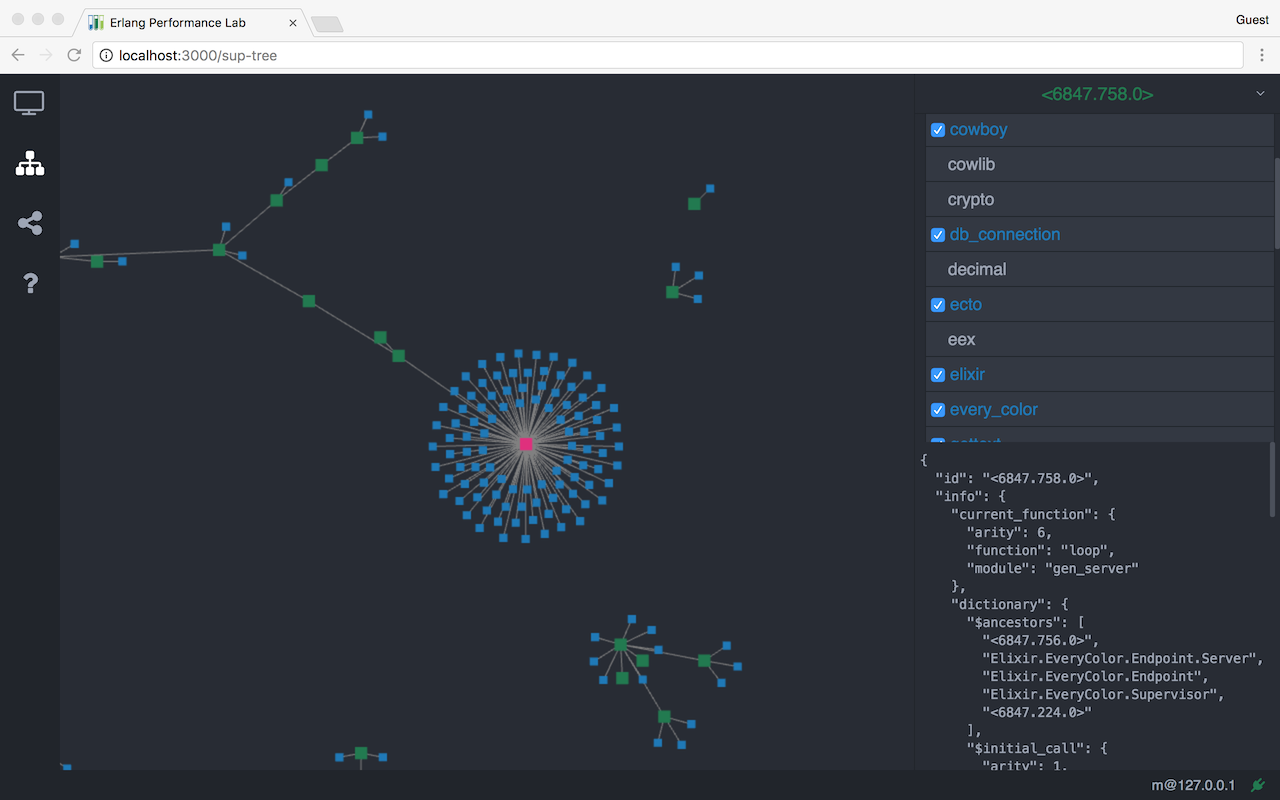 Erlang Performance Lab
Guest
localhost:3000/sup-tree
<6847.758.0>
cowboy
cowlib
crypto
db_connection
decimal
ecto
eex
elixir
every_color
gettext
{
"id": "<6847.758.0>",
"info": {
"current_function": {
"arity": 6,
"function": "loop",
"module": "gen_server"
},
"dictionary": {
"$ancestors": [
"<6847.756.0>",
"Elixir.EveryColor.Endpoint.Server",
"Elixir.EveryColor.Endpoint",
"Elixir.EveryColor.Supervisor",
"<6847.224.0>"
],
"$initial_call": {
"arity": 1,
m@127.0.0.1